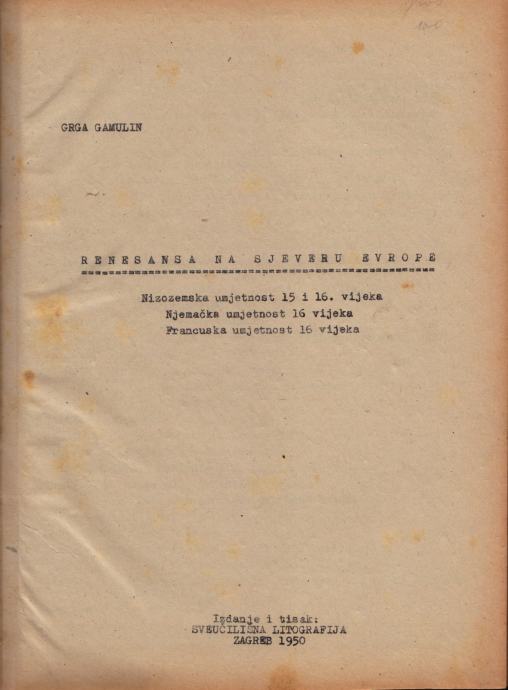 GRGA GAMULIN
RENESANSA NA SJEVERU EVROPE
Nizozemska umjetnost 15 i 16. vijeka
Njemačka umjetnost 16 vijeka
Francuska umjetnost 16 vijeka
Izdanje i tisak:
SVEUČILIŠNA LITOGRAFIJA
ZAGREB 1950